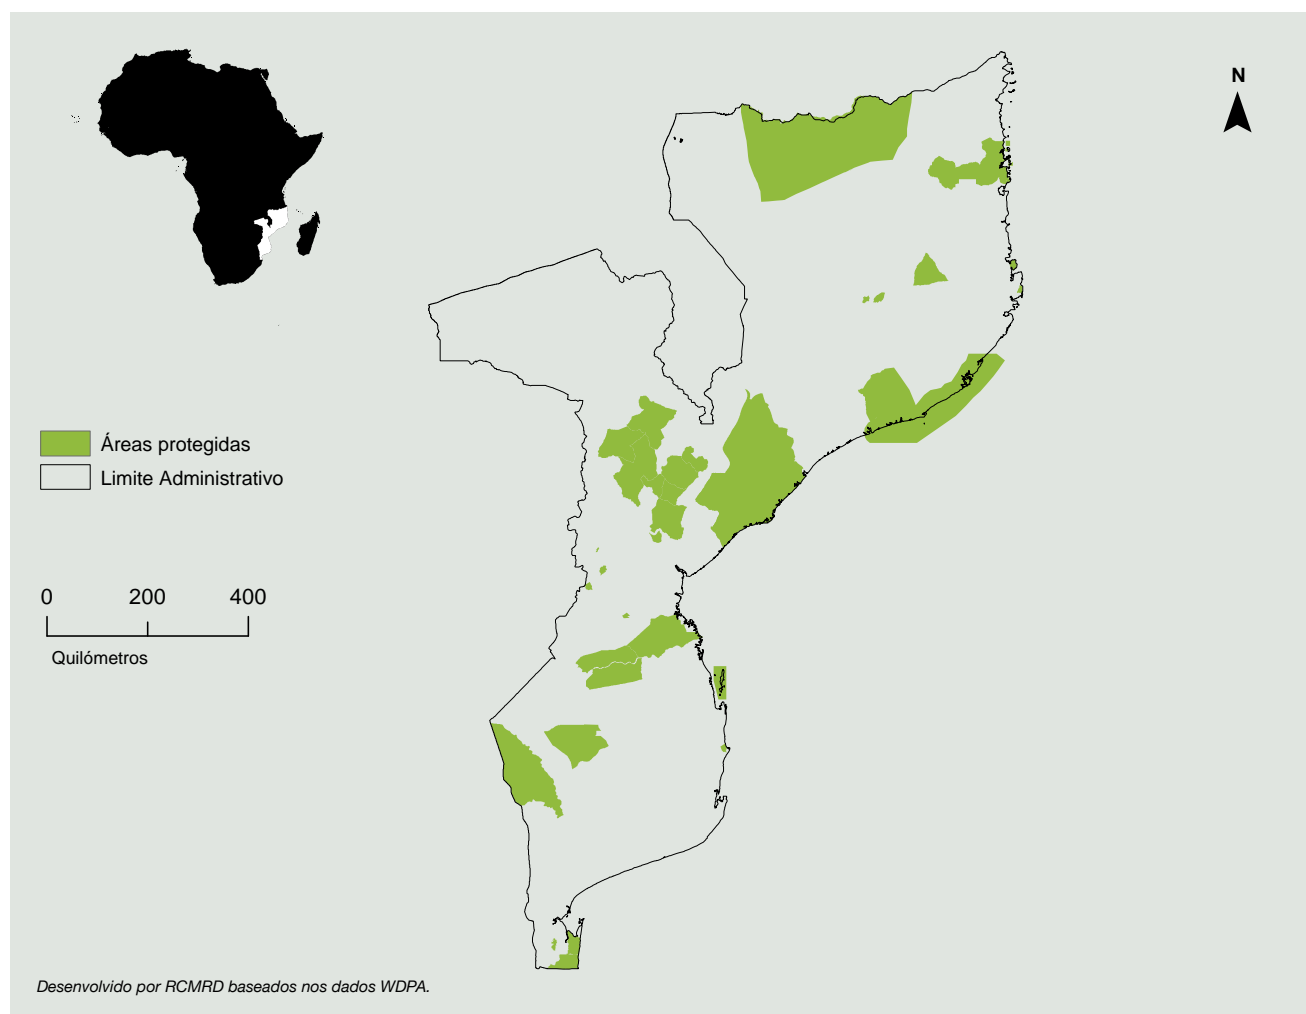 N
Áreas protegidas
Limite Administrativo
0 200 400
Quilómetros
Desenvolvido por RCMRD baseados nos dados WDPA.